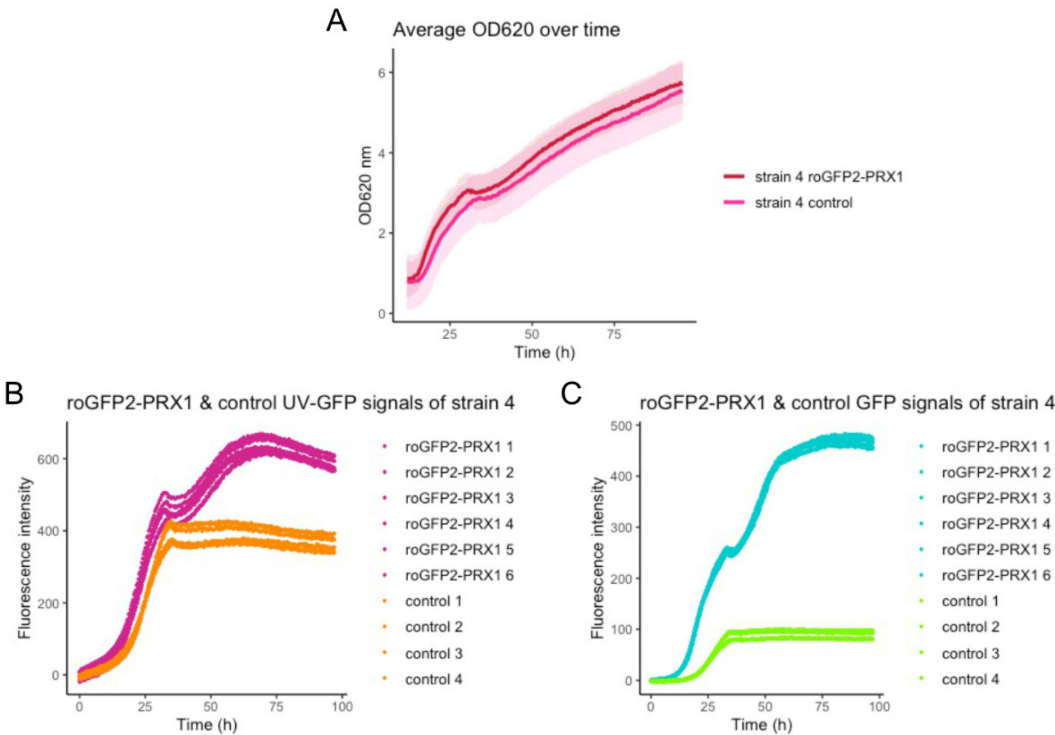 A
Average OD620 over time
6
4
2
0
OD620 nm
25 50 75
Time (h)
strain 4 roGFP2-PRX1
strain 4 control
B
roGFP2-PRX1 & control UV-GFP signals of strain 4
600
400
200
0
Fluorescence intensity
0 25 50 75 100
Time (h)
roGFP2-PRX1 1
roGFP2-PRX1 2
roGFP2-PRX1 3
roGFP2-PRX1 4
roGFP2-PRX1 5
roGFP2-PRX1 6
control 1
control 2
control 3
control 4
C
roGFP2-PRX1 & control GFP signals of strain 4
500
400
300
200
100
0
Fluorescence intensity
0 25 50 75 100
Time (h)
roGFP2-PRX1 1
roGFP2-PRX1 2
roGFP2-PRX1 3
roGFP2-PRX1 4
roGFP2-PRX1 5
roGFP2-PRX1 6
control 1
control 2
control 3
control 4